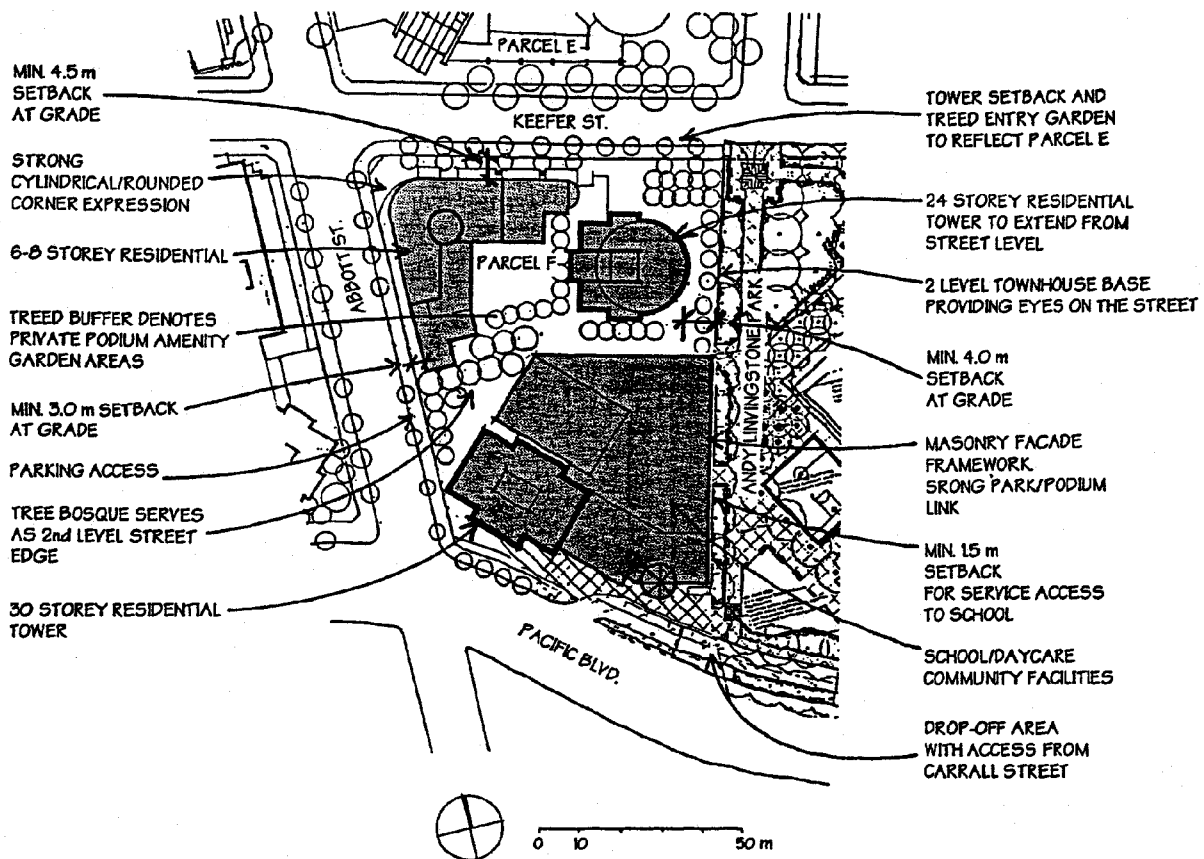 PARCEL E
MIN. 4.5 m
SETBACK
AT GRADE
KEEFER ST.
STRONG
CYLINDRICAL/ROUNDED
CORNER EXPRESSION
6-8 STOREY RESIDENTIAL
ABBOTT ST.
PARCEL F
TREED BUFFER DENOTES
PRIVATE PODIUM AMENITY
GARDEN AREAS
MIN. 3.0 m SETBACK
AT GRADE
PARKING ACCESS
TREE BOSQUE SERVES
AS 2nd LEVEL STREET
EDGE
30 STOREY RESIDENTIAL
TOWER
PACIFIC BLVD.
ANDY LINVINGSTONE PARK
TOWER SETBACK AND
TREED ENTRY GARDEN
TO REFLECT PARCEL E
24 STOREY RESIDENTIAL
TOWER TO EXTEND FROM
STREET LEVEL
2 LEVEL TOWNHOUSE BASE
PROVIDING EYES ON THE STREET
MIN. 4.0 m
SETBACK
AT GRADE
MASONRY FACADE
FRAMEWORK
SRONG PARK/PODIUM
LINK
MIN. 1.5 m
SETBACK
FOR SERVICE ACCESS
TO SCHOOL
SCHOOL/DAYCARE
COMMUNITY FACILITIES
DROP-OFF AREA
WITH ACCESS FROM
CARRALL STREET
0 10 50 m